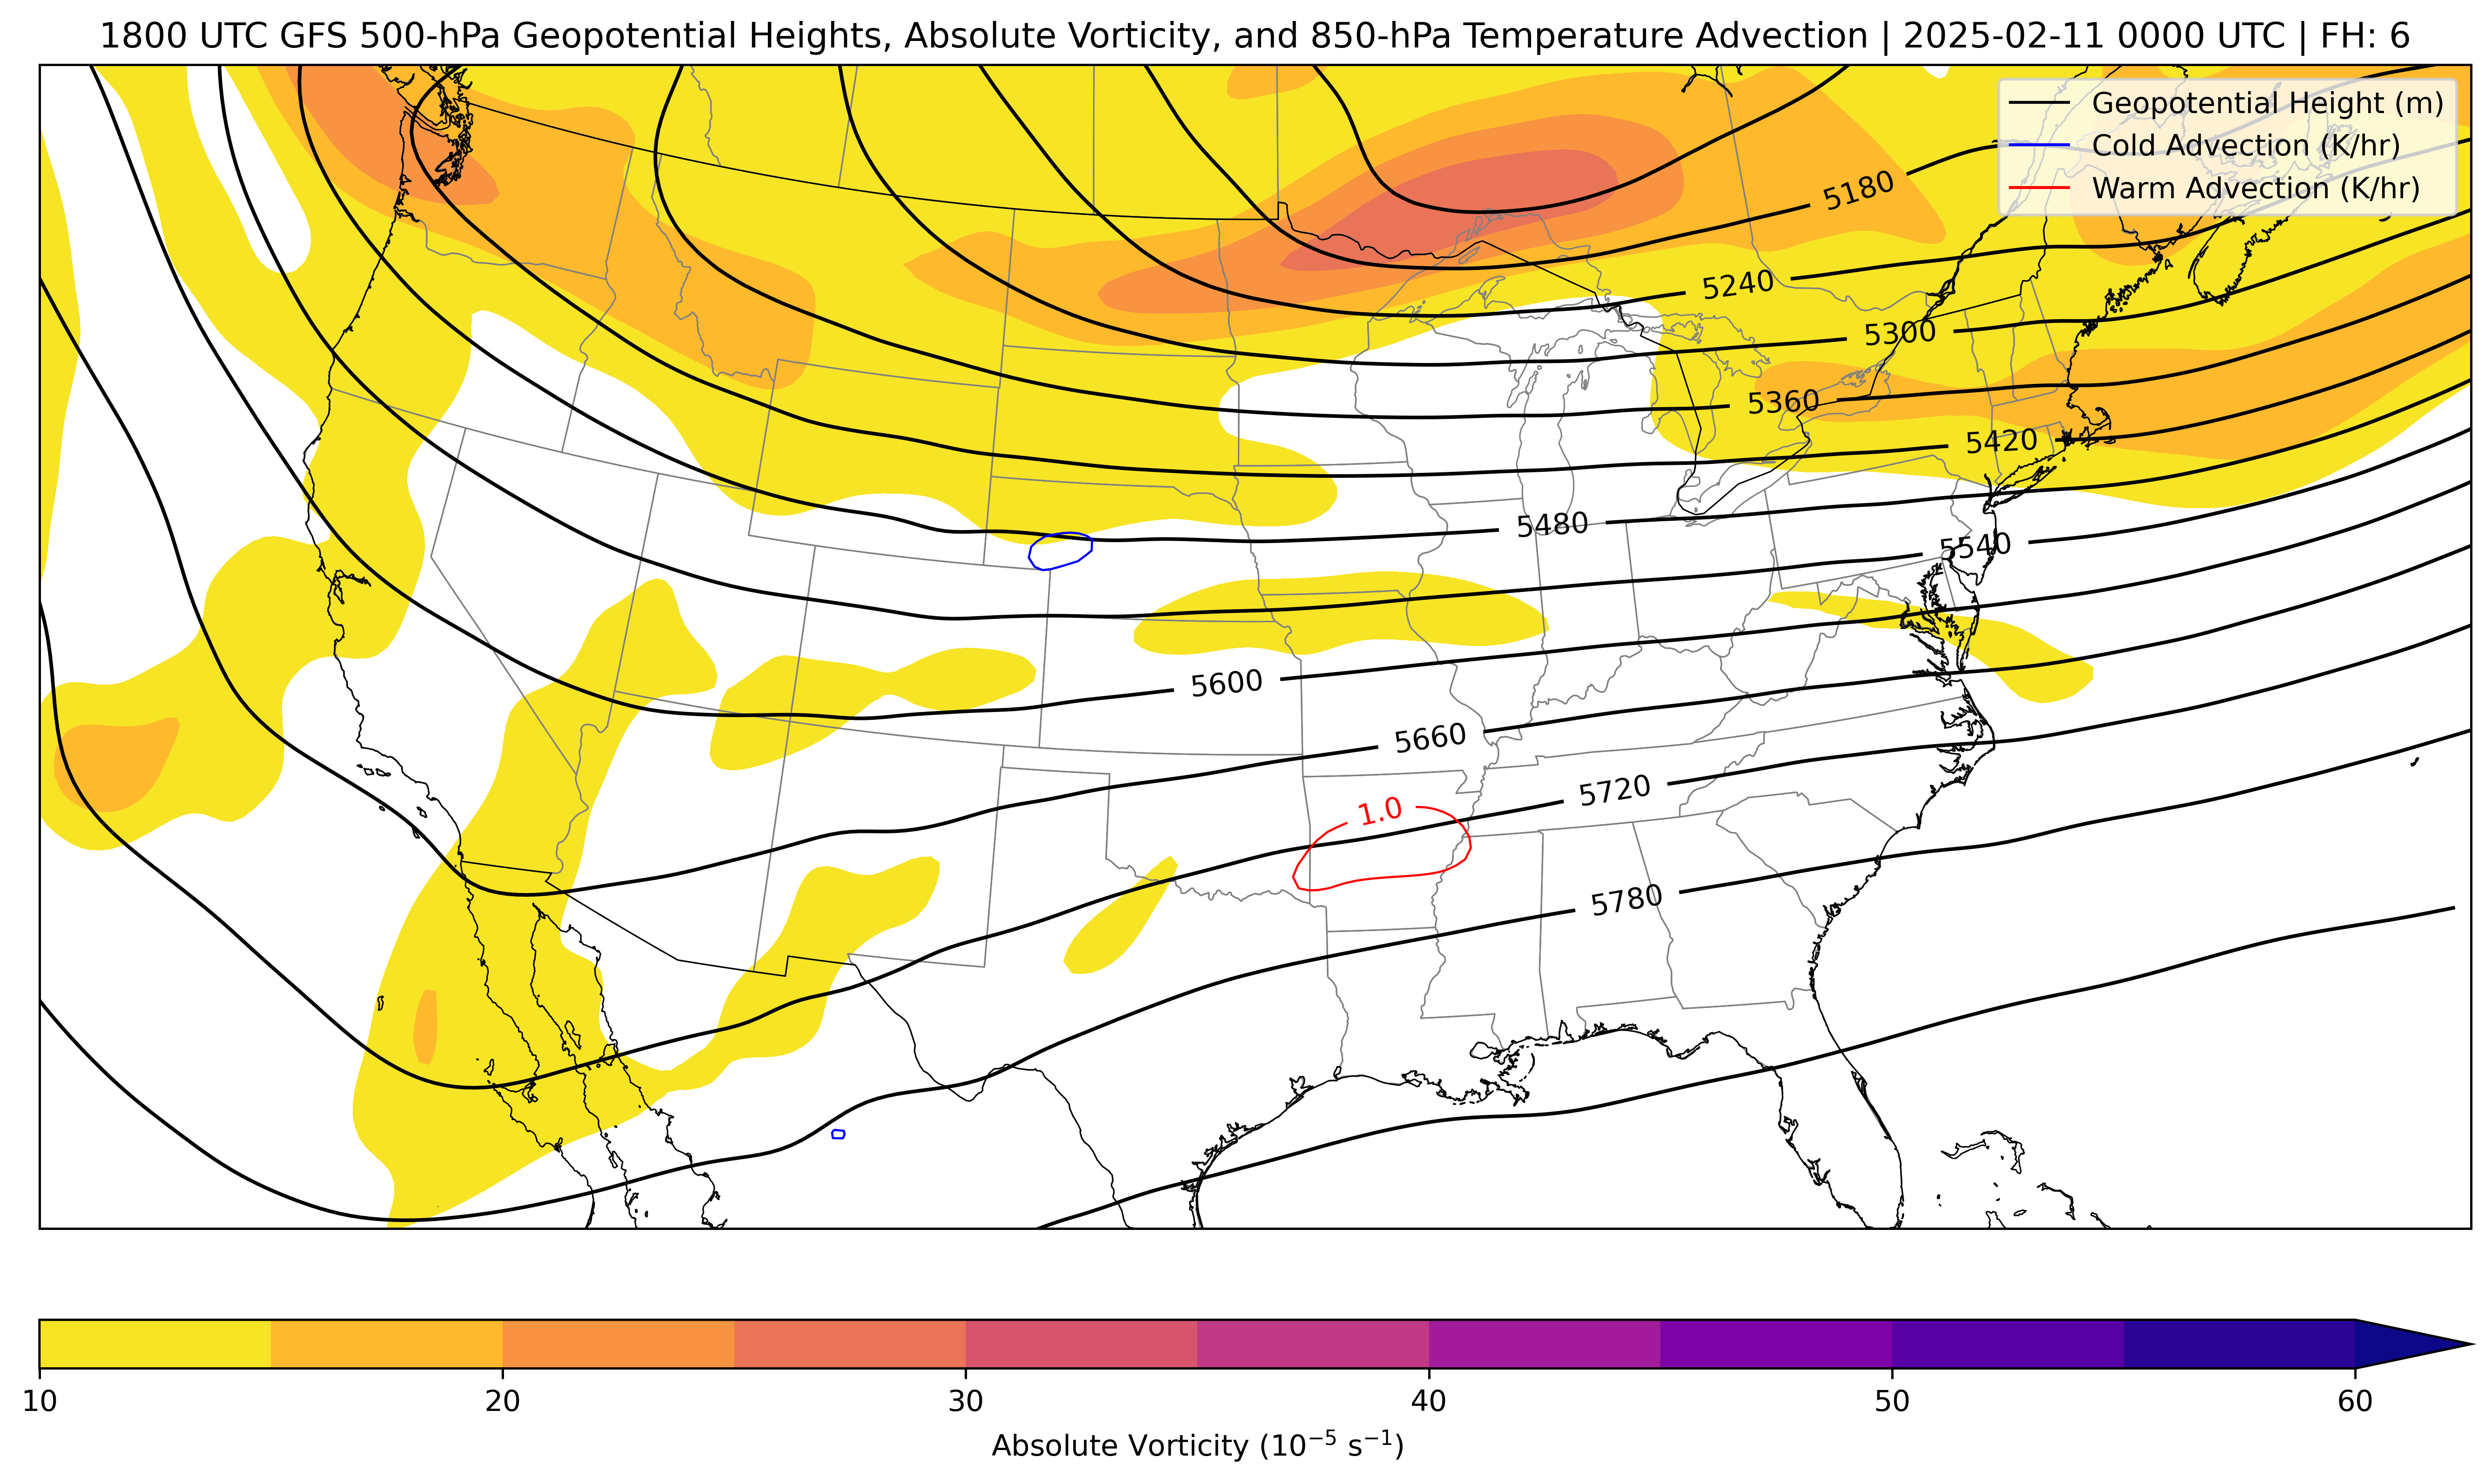 1800 UTC GFS 500-hPa Geopotential Heights, Absolute Vorticity, and 850-hPa Temperature Advection | 2025-02-11 0000 UTC | FH: 6
Geopotential Height (m)
Cold Advection (K/hr)
Warm Advection (K/hr)
5180
5240
5300
5360
5420
5480
5540
5600
5660
5720
1.0
5780
10 20 30 40 50 60
Absolute Vorticity (10⁻⁵ s⁻¹)